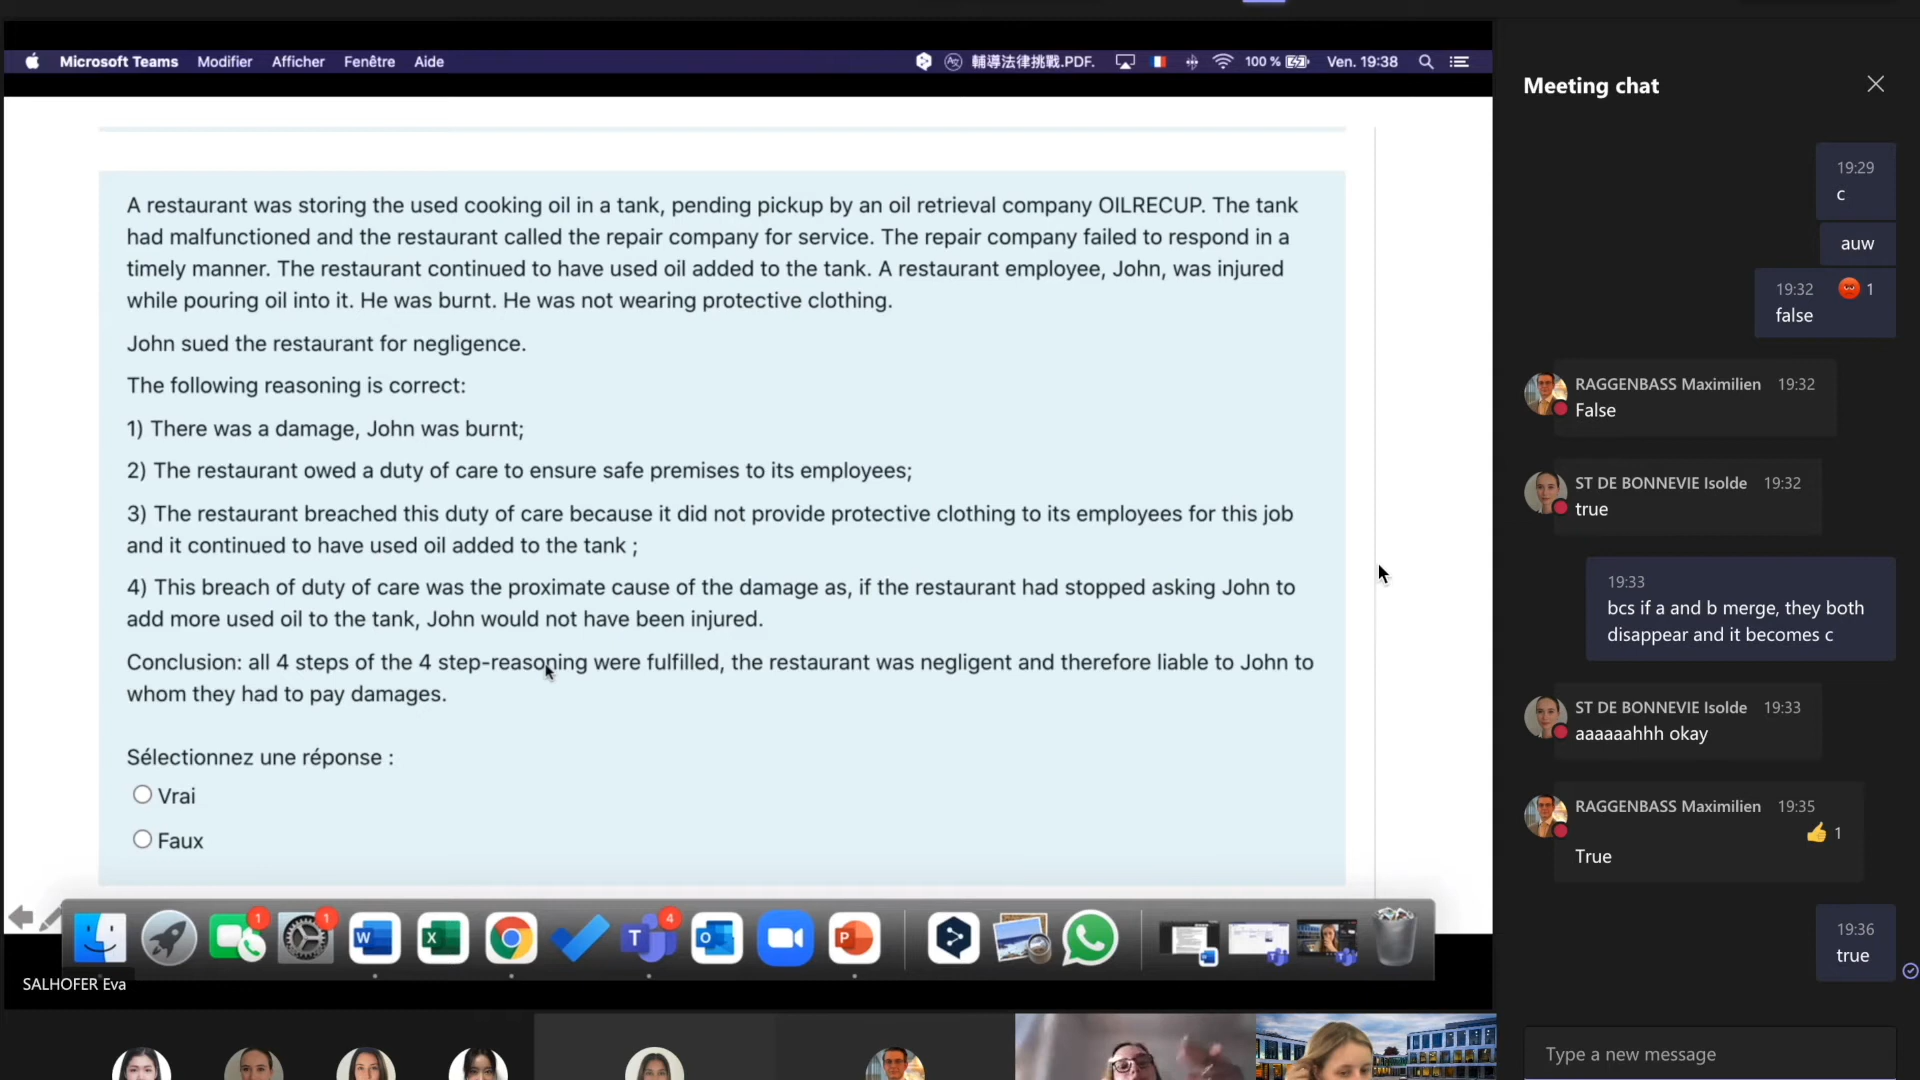 Microsoft Teams Modifier Afficher Fenêtre Aide
輔導法律挑戰.PDF. 100 % Ven. 19:38
A restaurant was storing the used cooking oil in a tank, pending pickup by an oil retrieval company OILRECUP. The tank
had malfunctioned and the restaurant called the repair company for service. The repair company failed to respond in a
timely manner. The restaurant continued to have used oil added to the tank. A restaurant employee, John, was injured
while pouring oil into it. He was burnt. He was not wearing protective clothing.
John sued the restaurant for negligence.
The following reasoning is correct:
1) There was a damage, John was burnt;
2) The restaurant owed a duty of care to ensure safe premises to its employees;
3) The restaurant breached this duty of care because it did not provide protective clothing to its employees for this job
and it continued to have used oil added to the tank ;
4) This breach of duty of care was the proximate cause of the damage as, if the restaurant had stopped asking John to
add more used oil to the tank, John would not have been injured.
Conclusion: all 4 steps of the 4 step-reasoning were fulfilled, the restaurant was negligent and therefore liable to John to
whom they had to pay damages.
Sélectionnez une réponse :
Vrai
Faux
1
1
W
X
T
4
O
P
SALHOFER Eva
Meeting chat
19:29
c
auw
19:32 1
false
RAGGENBASS Maximilien 19:32
False
ST DE BONNEVIE Isolde 19:32
true
19:33
bcs if a and b merge, they both
disappear and it becomes c
ST DE BONNEVIE Isolde 19:33
aaaaaahhh okay
RAGGENBASS Maximilien 19:35
1
True
19:36
true
Type a new message